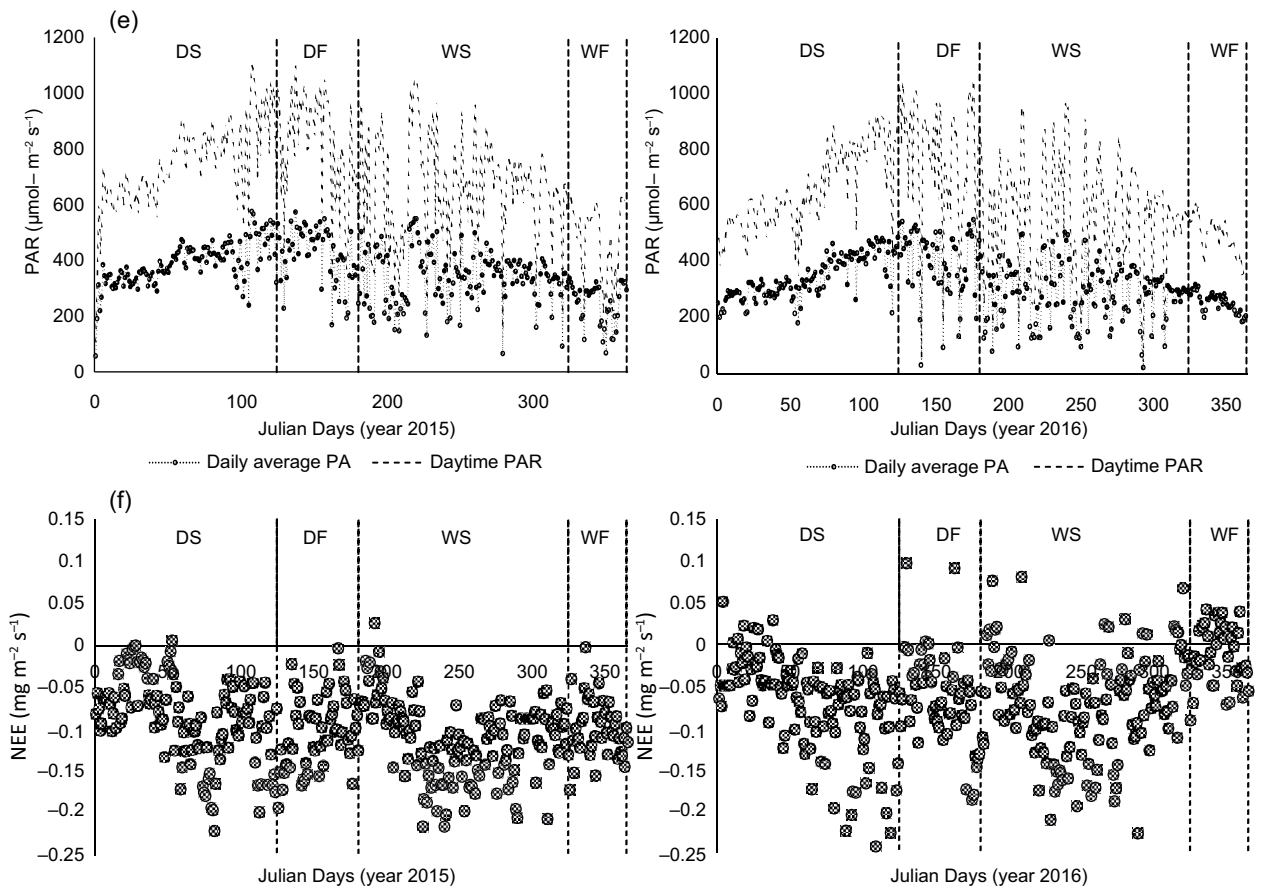 (e)
1200
1000
800
600
400
200
0
PAR (μmol– m⁻² s⁻¹)
DS DF WS WF
0 100 200 300
Julian Days (year 2015)
Daily average PA Daytime PAR
1200
1000
800
600
400
200
0
PAR (μmol– m⁻² s⁻¹)
DS DF WS WF
0 50 100 150 200 250 300 350
Julian Days (year 2016)
Daily average PA Daytime PAR
(f)
0.15
0.1
0.05
0
–0.05
–0.1
–0.15
–0.2
–0.25
NEE (mg m⁻² s⁻¹)
DS DF WS WF
0 100 150 200 250 300 350
Julian Days (year 2015)
0.15
0.1
0.05
0
–0.05
–0.1
–0.15
–0.2
–0.25
NEE (mg m⁻² s⁻¹)
DS DF WS WF
0 100
Julian Days (year 2016)